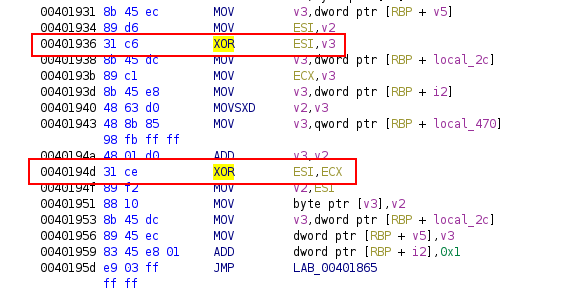 00401931 8b 45 ec MOV v3,dword ptr [RBP + v5]
00401934 89 d6 MOV ESI,v2
00401936 31 c6 XOR ESI,v3
00401938 8b 45 dc MOV v3,dword ptr [RBP + local_2c]
0040193b 89 c1 MOV ECX,v3
0040193d 8b 45 e8 MOV v3,dword ptr [RBP + i2]
00401940 48 63 d0 MOVSXD v2,v3
00401943 48 8b 85 MOV v3,qword ptr [RBP + local_470]
98 fb ff ff
0040194a 48 01 d0 ADD v3,v2
0040194d 31 ce XOR ESI,ECX
0040194f 89 f2 MOV v2,ESI
00401951 88 10 MOV byte ptr [v3],v2
00401953 8b 45 dc MOV v3,dword ptr [RBP + local_2c]
00401956 89 45 ec MOV dword ptr [RBP + v5],v3
00401959 83 45 e8 01 ADD dword ptr [RBP + i2],0x1
0040195d e9 03 ff JMP LAB_00401865
ff ff